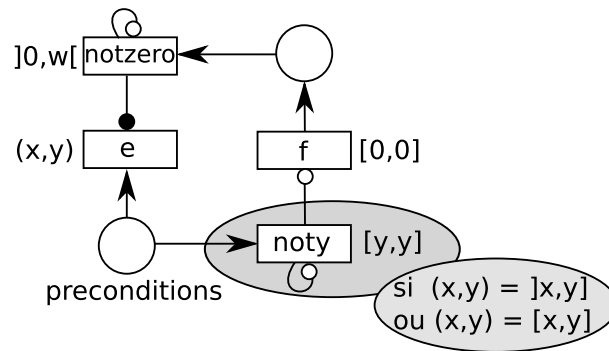 ]0,w[ notzero
(x,y) e
f [0,0]
noty [y,y]
preconditions
si (x,y) = ]x,y]
ou (x,y) = [x,y]